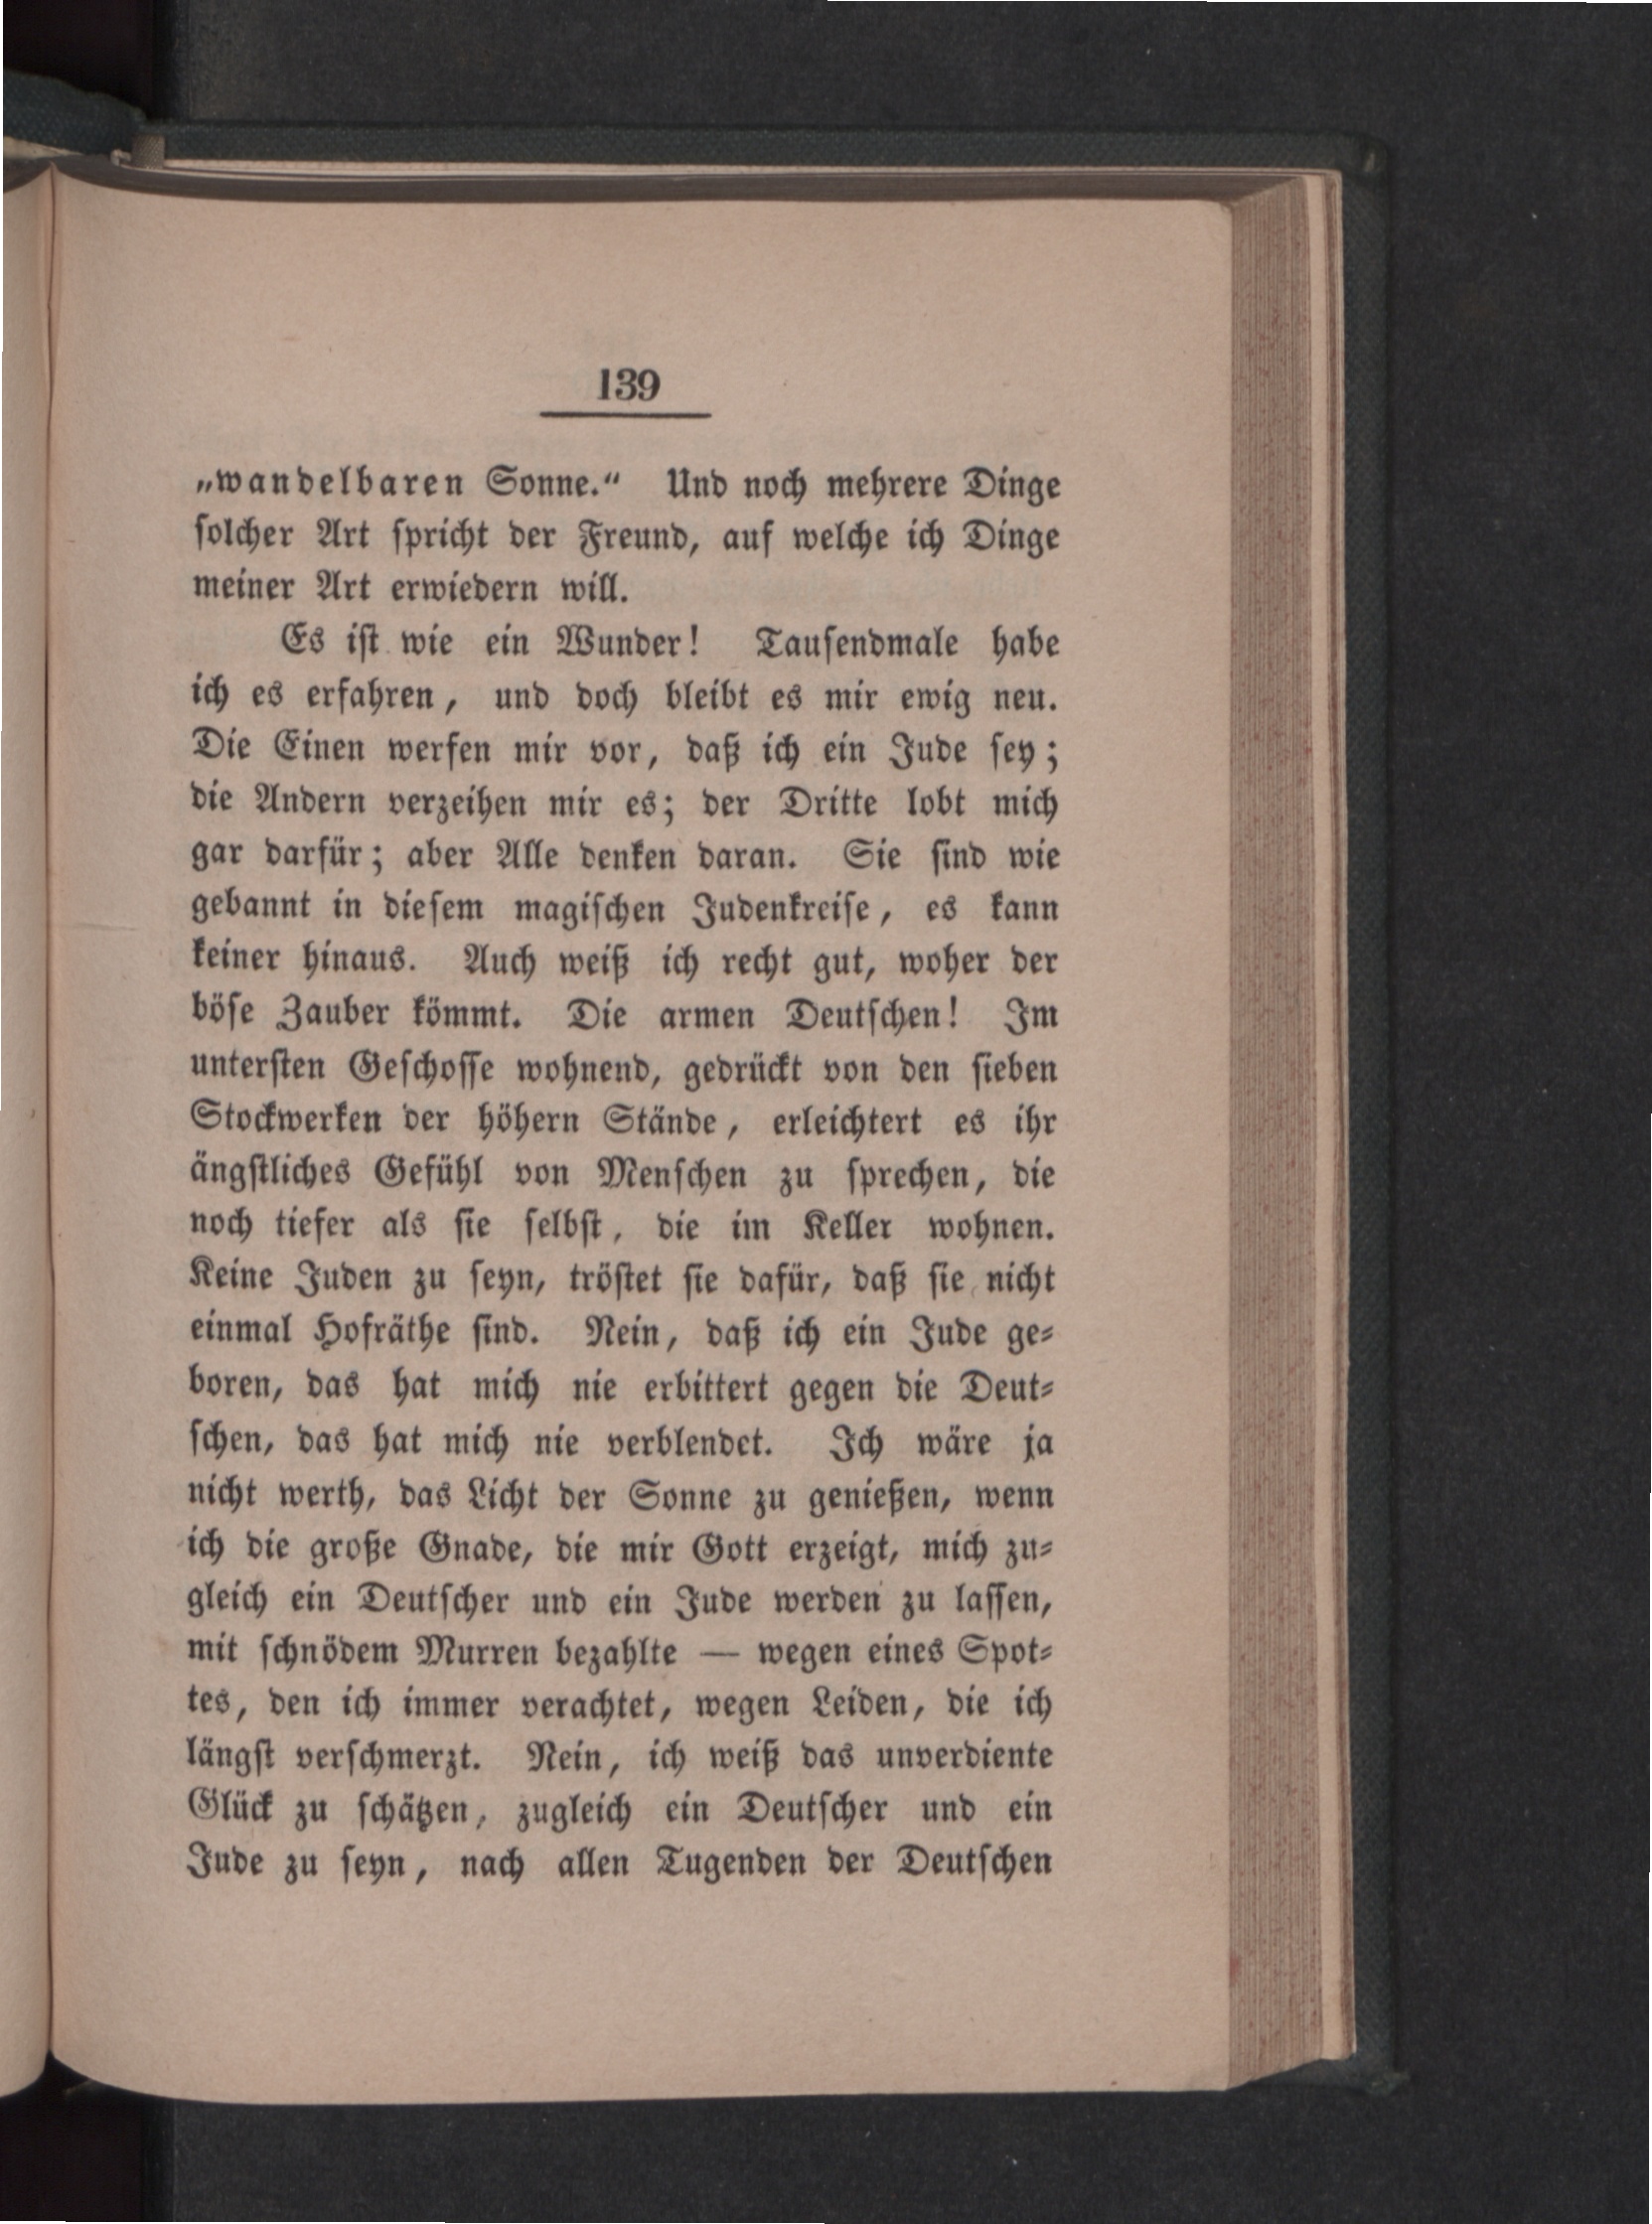 139
„wandelbaren Sonne.“ Und noch mehrere Dinge
solcher Art spricht der Freund, auf welche ich Dinge
meiner Art erwiedern will.
Es ist wie ein Wunder! Tausendmale habe
ich es erfahren, und doch bleibt es mir ewig neu.
Die Einen werfen mir vor, daß ich ein Jude sey;
die Andern verzeihen mir es; der Dritte lobt mich
gar darfür; aber Alle denken daran. Sie sind wie
gebannt in diesem magischen Judenkreise, es kann
keiner hinaus. Auch weiß ich recht gut, woher der
böse Zauber kömmt. Die armen Deutschen! Im
untersten Geschosse wohnend, gedrückt von den sieben
Stockwerken der höhern Stände, erleichtert es ihr
ängstliches Gefühl von Menschen zu sprechen, die
noch tiefer als sie selbst, die im Keller wohnen.
Keine Juden zu seyn, tröstet sie dafür, daß sie nicht
einmal Hofräthe sind. Nein, daß ich ein Jude ge-
boren, das hat mich nie erbittert gegen die Deut-
schen, das hat mich nie verblendet. Ich wäre ja
nicht werth, das Licht der Sonne zu genießen, wenn
ich die große Gnade, die mir Gott erzeigt, mich zu-
gleich ein Deutscher und ein Jude werden zu lassen,
mit schnödem Murren bezahlte — wegen eines Spot-
tes, den ich immer verachtet, wegen Leiden, die ich
längst verschmerzt. Nein, ich weiß das unverdiente
Glück zu schätzen, zugleich ein Deutscher und ein
Jude zu seyn, nach allen Tugenden der Deutschen